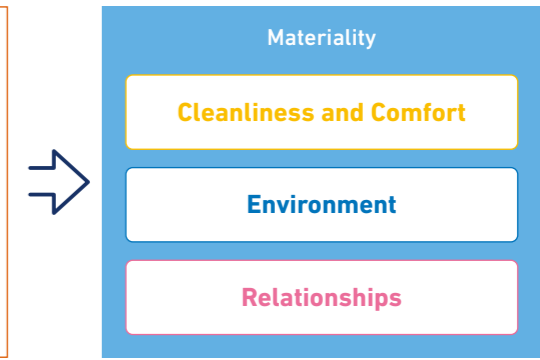 Materiality
Cleanliness and Comfort
Environment
Relationships